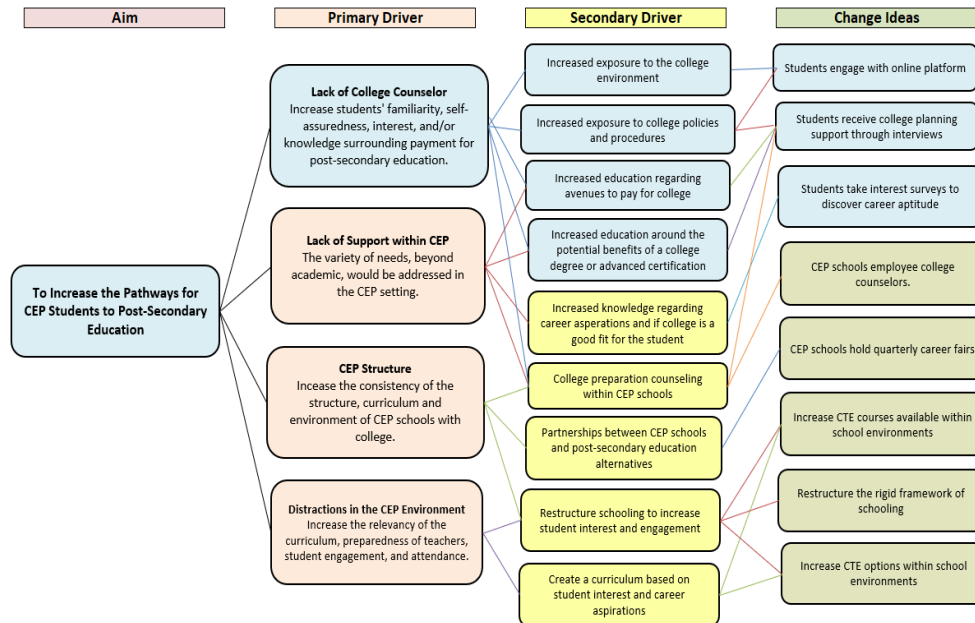 Aim
Primary Driver
Secondary Driver
Change Ideas
To Increase the Pathways for
CEP Students to Post-Secondary
Education
Lack of College Counselor
Increase students' familiarity, self-
assuredness, interest, and/or
knowledge surrounding payment for
post-secondary education.
Lack of Support within CEP
The variety of needs, beyond
academic, would be addressed in
the CEP setting.
CEP Structure
Incease the consistency of the
structure, curriculum and
environment of CEP schools with
college.
Distractions in the CEP Environment
Increase the relevancy of the
curriculum, preparedness of teachers,
student engagement, and attendance.
Increased exposure to the college
environment
Increased exposure to college policies
and procedures
Increased education regarding
avenues to pay for college
Increased education around the
potential benefits of a college
degree or advanced certification
Increased knowledge regarding
career asperations and if college is a
good fit for the student
College preparation counseling
within CEP schools
Partnerships between CEP schools
and post-secondary education
alternatives
Restructure schooling to increase
student interest and engagement
Create a curriculum based on
student interest and career
aspirations
Students engage with online platform
Students receive college planning
support through interviews
Students take interest surveys to
discover career aptitude
CEP schools employee college
counselors.
CEP schools hold quarterly career fairs
Increase CTE courses available within
school environments
Restructure the rigid framework of
schooling
Increase CTE options within school
environments